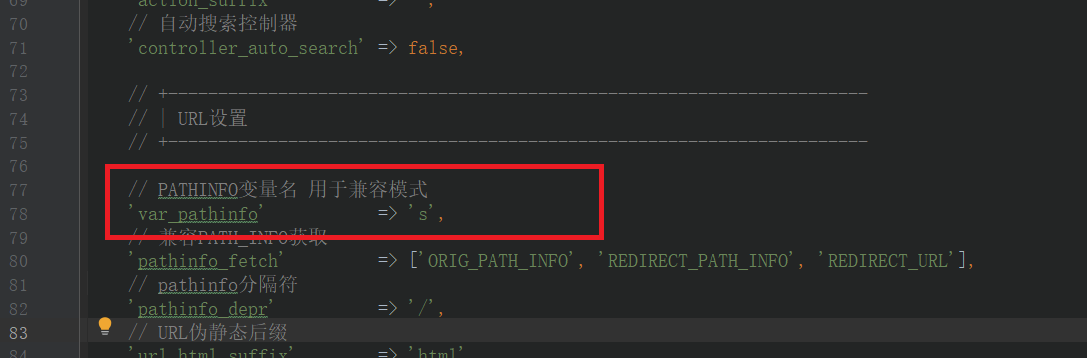 69 'action_suffix' => '',
70 // 自动搜索控制器
71 'controller_auto_search' => false,
72
73 // +----------------------------------------------------------------------
74 // | URL设置
75 // +----------------------------------------------------------------------
76
77 // PATHINFO变量名 用于兼容模式
78 'var_pathinfo' => 's',
79 // 兼容PATH_INFO获取
80 'pathinfo_fetch' => ['ORIG_PATH_INFO', 'REDIRECT_PATH_INFO', 'REDIRECT_URL'],
81 // pathinfo分隔符
82 'pathinfo_depr' => '/',
83 // URL伪静态后缀
84 'url_html_suffix' => 'html'